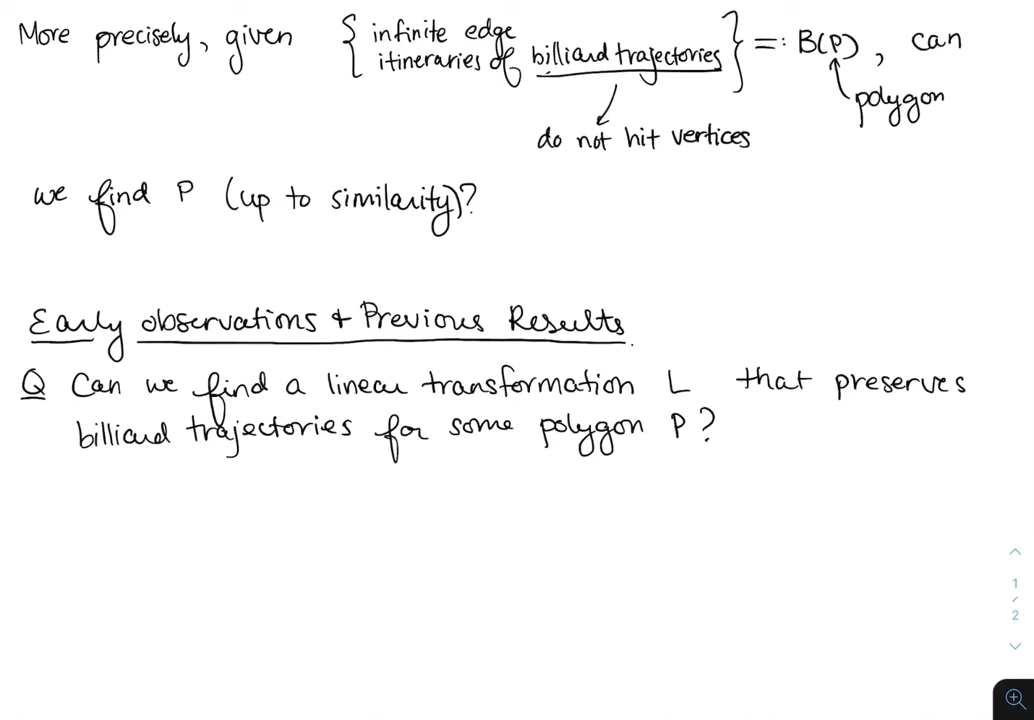 More precisely, given { infinite edge itineraries of billiard trajectories } =: B(P), can
polygon
do not hit vertices
we find P (up to similarity)?
Early observations + Previous Results
Q Can we find a linear transformation L that preserves
billiard trajectories for some polygon P?
1
/
2